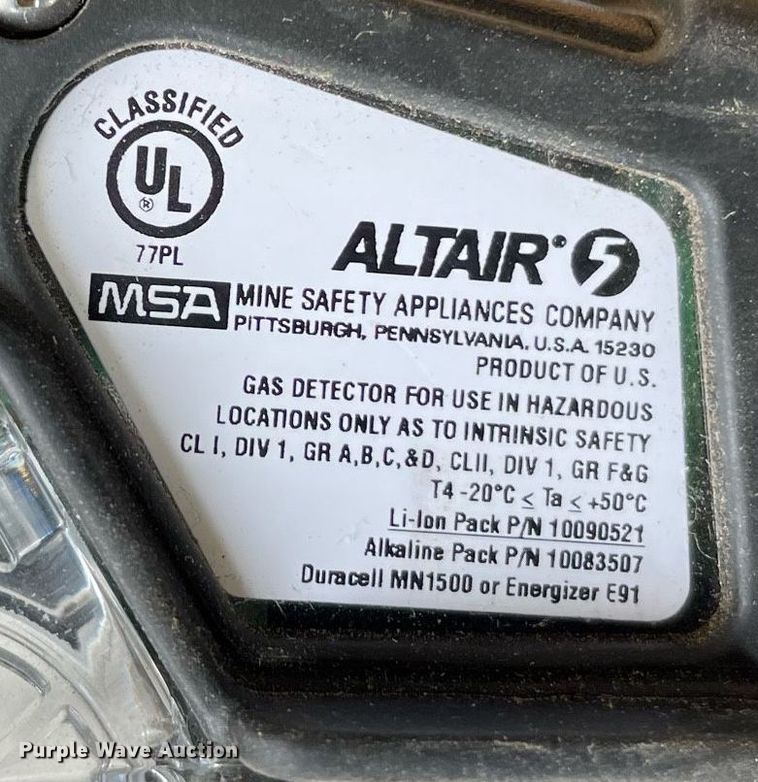 CLASSIFIED
UL ®
77PL
ALTAIR® 5
MSA MINE SAFETY APPLIANCES COMPANY
PITTSBURGH, PENNSYLVANIA, U.S.A. 15230
PRODUCT OF U.S.
GAS DETECTOR FOR USE IN HAZARDOUS
LOCATIONS ONLY AS TO INTRINSIC SAFETY
CL I, DIV 1, GR A,B,C,&D, CLII, DIV 1, GR F&G
T4 -20°C ≤ Ta ≤ +50°C
Li-Ion Pack P/N 10090521
Alkaline Pack P/N 10083507
Duracell MN1500 or Energizer E91
Purple Wave Auction